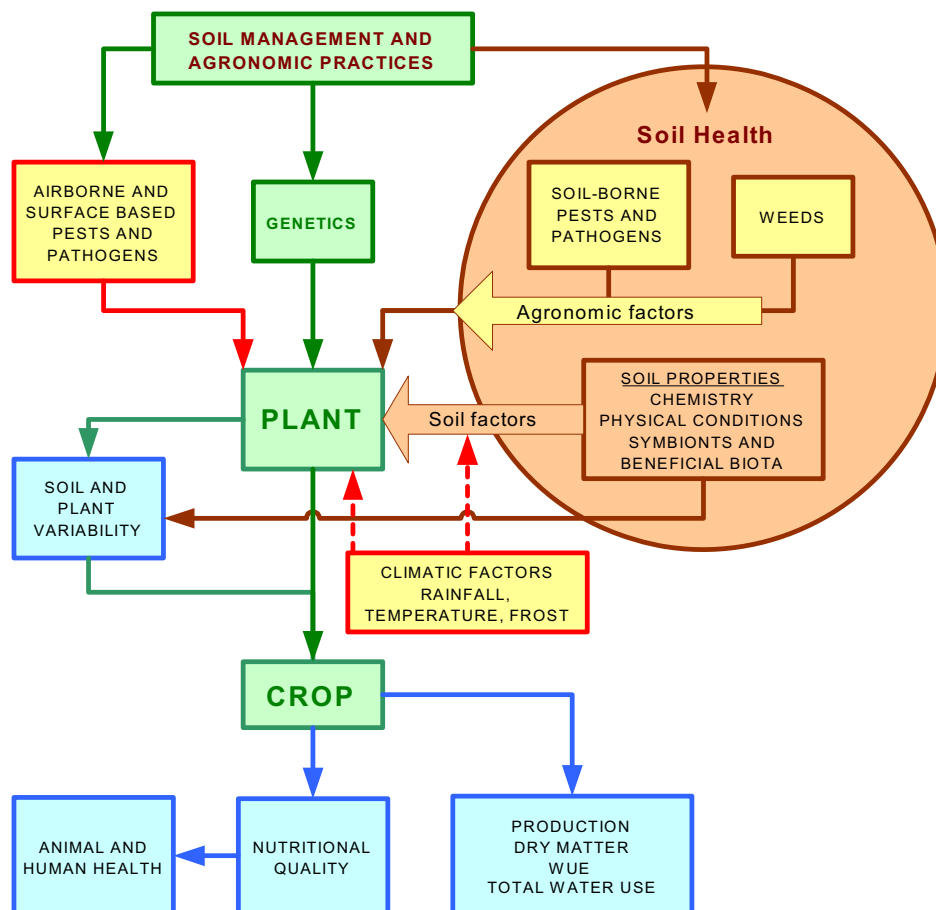 SOIL MANAGEMENT AND
AGRONOMIC PRACTICES
Soil Health
AIRBORNE AND
SURFACE BASED
PESTS AND
PATHOGENS
GENETICS
SOIL-BORNE
PESTS AND
PATHOGENS
WEEDS
Agronomic factors
PLANT
Soil factors
SOIL PROPERTIES
CHEMISTRY
PHYSICAL CONDITIONS
SYMBIONTS AND
BENEFICIAL BIOTA
SOIL AND
PLANT
VARIABILITY
CLIMATIC FACTORS
RAINFALL,
TEMPERATURE, FROST
CROP
ANIMAL AND
HUMAN HEALTH
NUTRITIONAL
QUALITY
PRODUCTION
DRY MATTER
WUE
TOTAL WATER USE